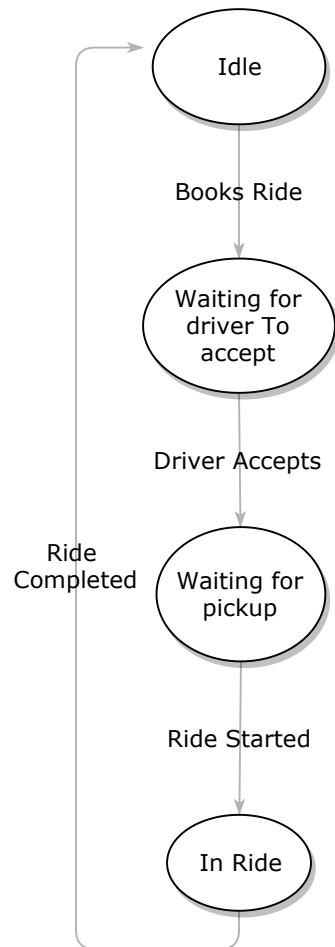 Idle
Books Ride
Waiting for
driver To
accept
Driver Accepts
Ride
Completed
Waiting for
pickup
Ride Started
In Ride